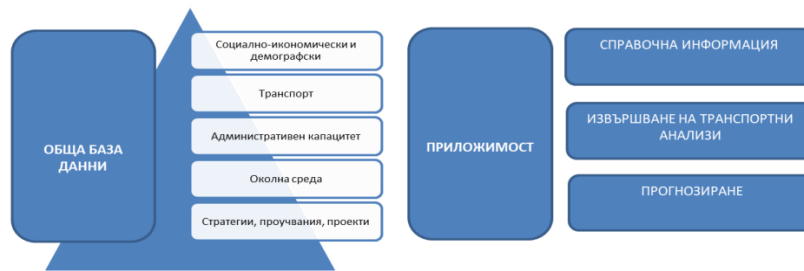 ОБЩА БАЗА
ДАННИ
Социално-икономически и
демографски
Транспорт
Административен капацитет
Околна среда
Стратегии, проучвания, проекти
ПРИЛОЖИМОСТ
СПРАВОЧНА ИНФОРМАЦИЯ
ИЗВЪРШВАНЕ НА ТРАНСПОРТНИ
АНАЛИЗИ
ПРОГНОЗИРАНЕ